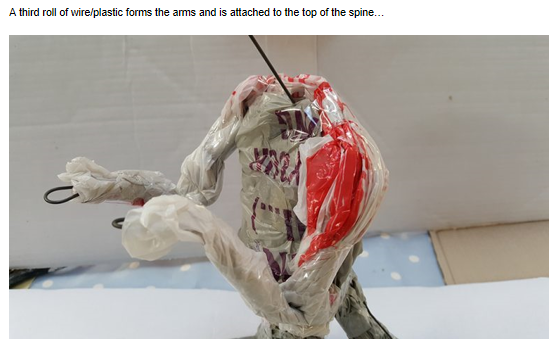 A third roll of wire/plastic forms the arms and is attached to the top of the spine…